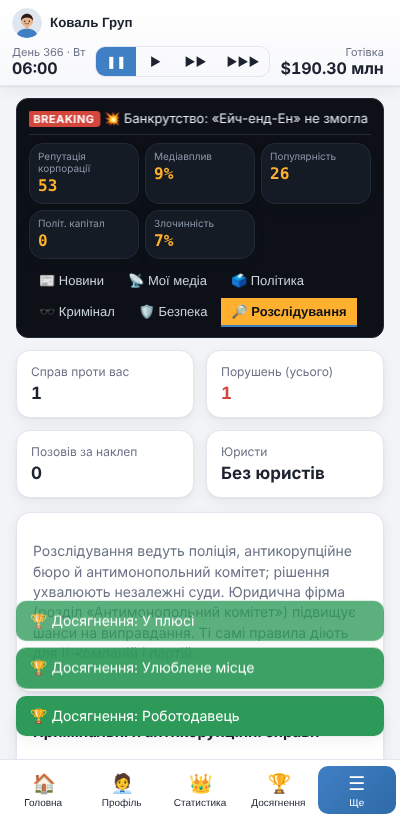 Коваль Груп
День 366 · Вт
06:00
Готівка
$190.30 млн
BREAKING 💥 Банкрутство: «Ейч-енд-Ен» не змогла
Репутація корпорації
53
Медіавплив
9%
Популярність
26
Політ. капітал
0
Злочинність
7%
📰 Новини 📡 Мої медіа 🗳️ Політика
🕶️ Кримінал 🛡️ Безпека 🔎 Розслідування
Справ проти вас
1
Порушень (усього)
1
Позовів за наклеп
0
Юристи
Без юристів
Розслідування ведуть поліція, антикорупційне
бюро й антимонопольний комітет; рішення
ухвалюють незалежні суди. Юридична фірма
(розділ «Антимонопольний комітет») підвищує
🏆 Досягнення: У плюсі
шанси на виправдання. Ті самі правила діють
🏆 Досягнення: Улюблене місце
🏆 Досягнення: Роботодавець
Головна
Профіль
Статистика
Досягнення
Ще